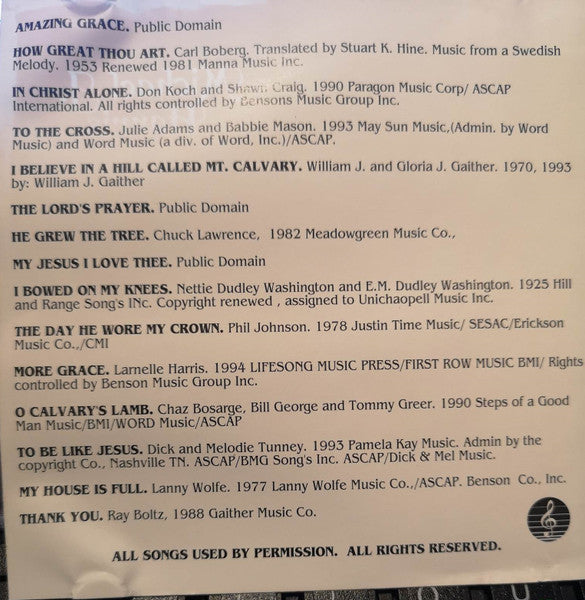 AMAZING GRACE. Public Domain
HOW GREAT THOU ART. Carl Boberg. Translated by Stuart K. Hine. Music from a Swedish
Melody. 1953 Renewed 1981 Manna Music Inc.
IN CHRIST ALONE. Don Koch and Shawn Craig. 1990 Paragon Music Corp/ ASCAP
International. All rights controlled by Bensons Music Group Inc.
TO THE CROSS. Julie Adams and Babbie Mason. 1993 May Sun Music,(Admin. by Word
Music) and Word Music (a div. of Word, Inc.)/ASCAP.
I BELIEVE IN A HILL CALLED MT. CALVARY. William J. and Gloria J. Gaither. 1970, 1993
by: William J. Gaither
THE LORD'S PRAYER. Public Domain
HE GREW THE TREE. Chuck Lawrence, 1982 Meadowgreen Music Co.,
MY JESUS I LOVE THEE. Public Domain
I BOWED ON MY KNEES. Nettie Dudley Washington and E.M. Dudley Washington. 1925 Hill
and Range Song's INc. Copyright renewed , assigned to Unichaopell Music Inc.
THE DAY HE WORE MY CROWN. Phil Johnson. 1978 Justin Time Music/ SESAC/Erickson
Music Co.,/CMI
MORE GRACE. Larnelle Harris. 1994 LIFESONG MUSIC PRESS/FIRST ROW MUSIC BMI/ Rights
controlled by Benson Music Group Inc.
O CALVARY'S LAMB. Chaz Bosarge, Bill George and Tommy Greer. 1990 Steps of a Good
Man Music/BMI/WORD Music/ASCAP
TO BE LIKE JESUS. Dick and Melodie Tunney. 1993 Pamela Kay Music. Admin by the
copyright Co., Nashville TN. ASCAP/BMG Song's Inc. ASCAP/Dick & Mel Music.
MY HOUSE IS FULL. Lanny Wolfe. 1977 Lanny Wolfe Music Co.,/ASCAP. Benson Co., Inc.
THANK YOU. Ray Boltz, 1988 Gaither Music Co.
ALL SONGS USED BY PERMISSION. ALL RIGHTS RESERVED.